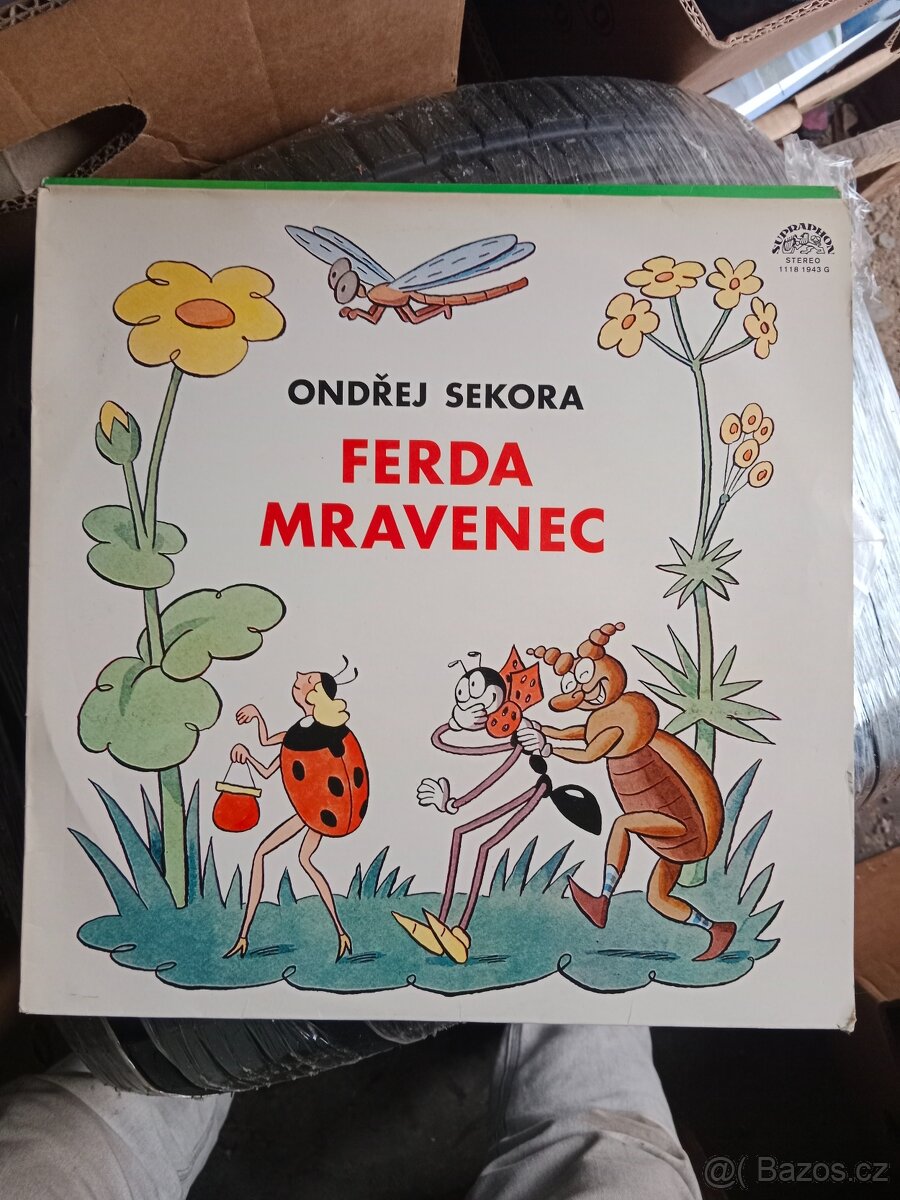 SUPRAPHON
STEREO
1118 1943 G
ONDŘEJ SEKORA
FERDA
MRAVENEC
@( Bazos.cz